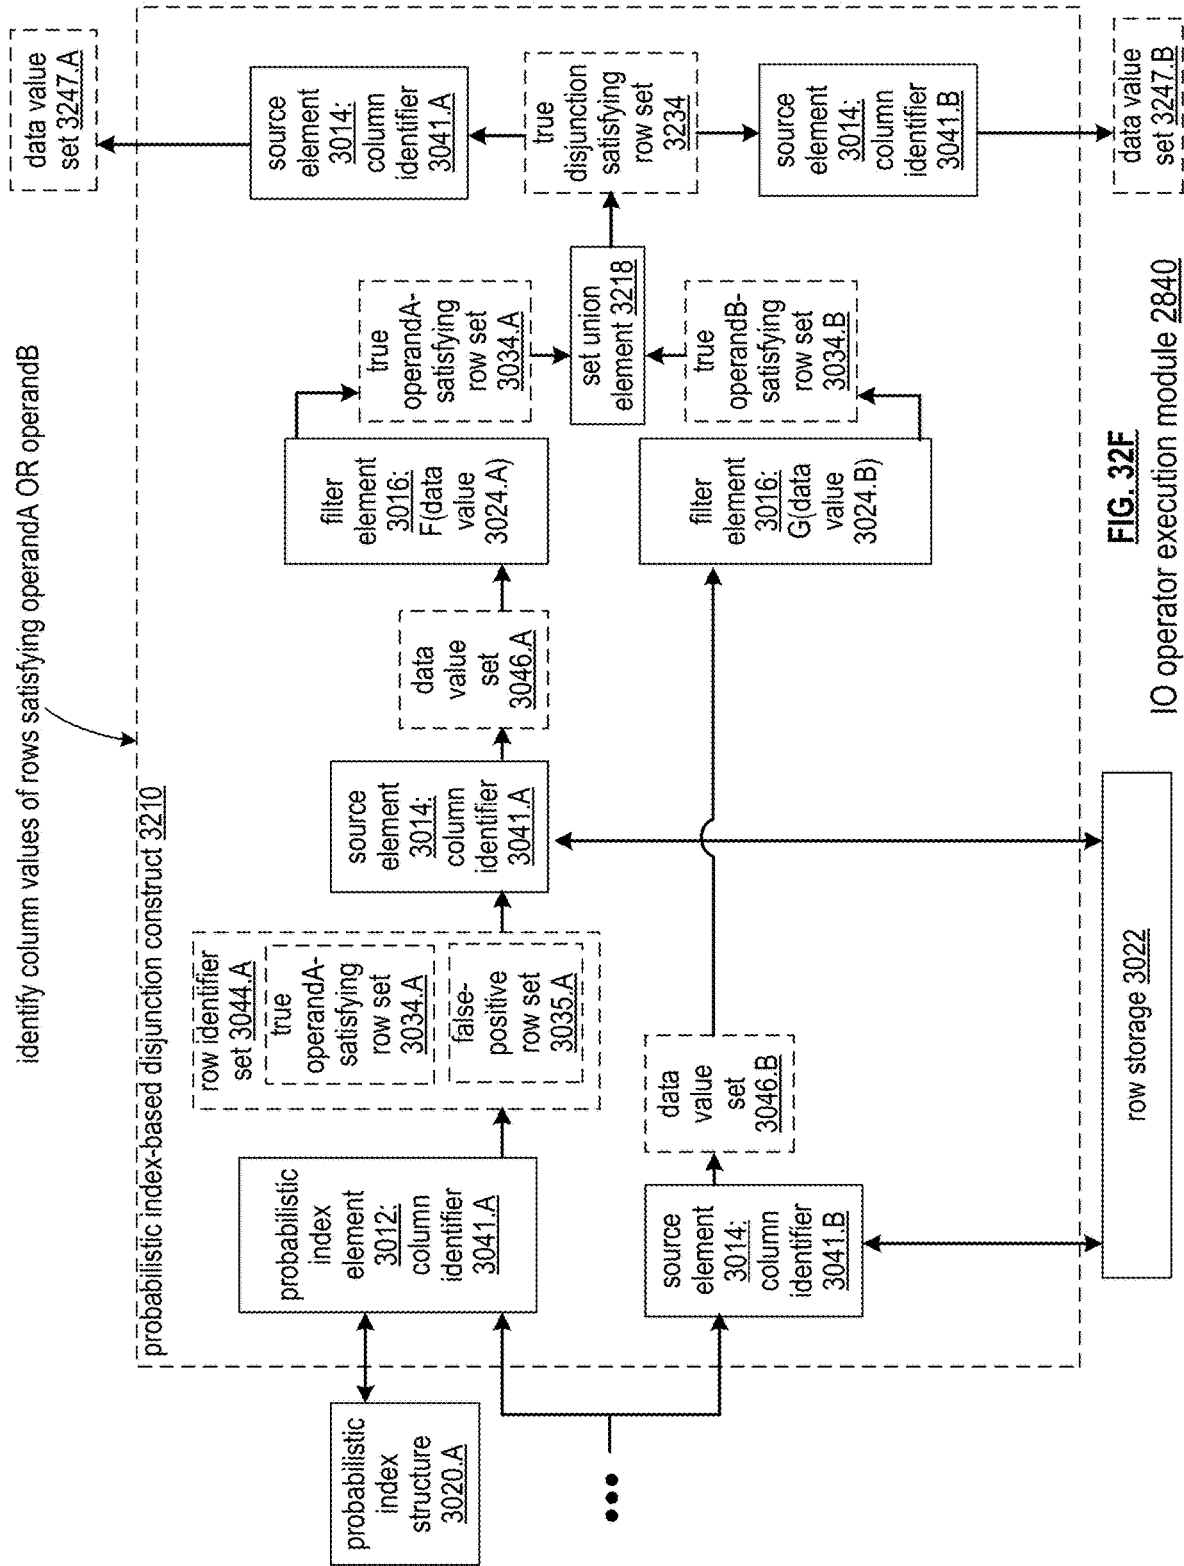 identify column values of rows satisfying operandA OR operandB
probabilistic index-based disjunction construct 3210
probabilistic
index
structure
3020.A
probabilistic
index
element
3012:
column
identifier
3041.A
row identifier
set 3044.A
true
operandA-
satisfying
row set
3034.A
false-
positive
row set
3035.A
source
element
3014:
column
identifier
3041.A
data
value
set
3046.A
filter
element
3016:
F(data
value
3024.A)
true
operandA-
satisfying
row set
3034.A
source
element
3014:
column
identifier
3041.B
data
value
set
3046.B
filter
element
3016:
G(data
value
3024.B)
true
operandB-
satisfying
row set
3034.B
set union
element 3218
true
disjunction
satisfying
row set
3234
source
element
3014:
column
identifier
3041.A
data value
set 3247.A
source
element
3014:
column
identifier
3041.B
data value
set 3247.B
row storage 3022
FIG. 32F
IO operator execution module 2840